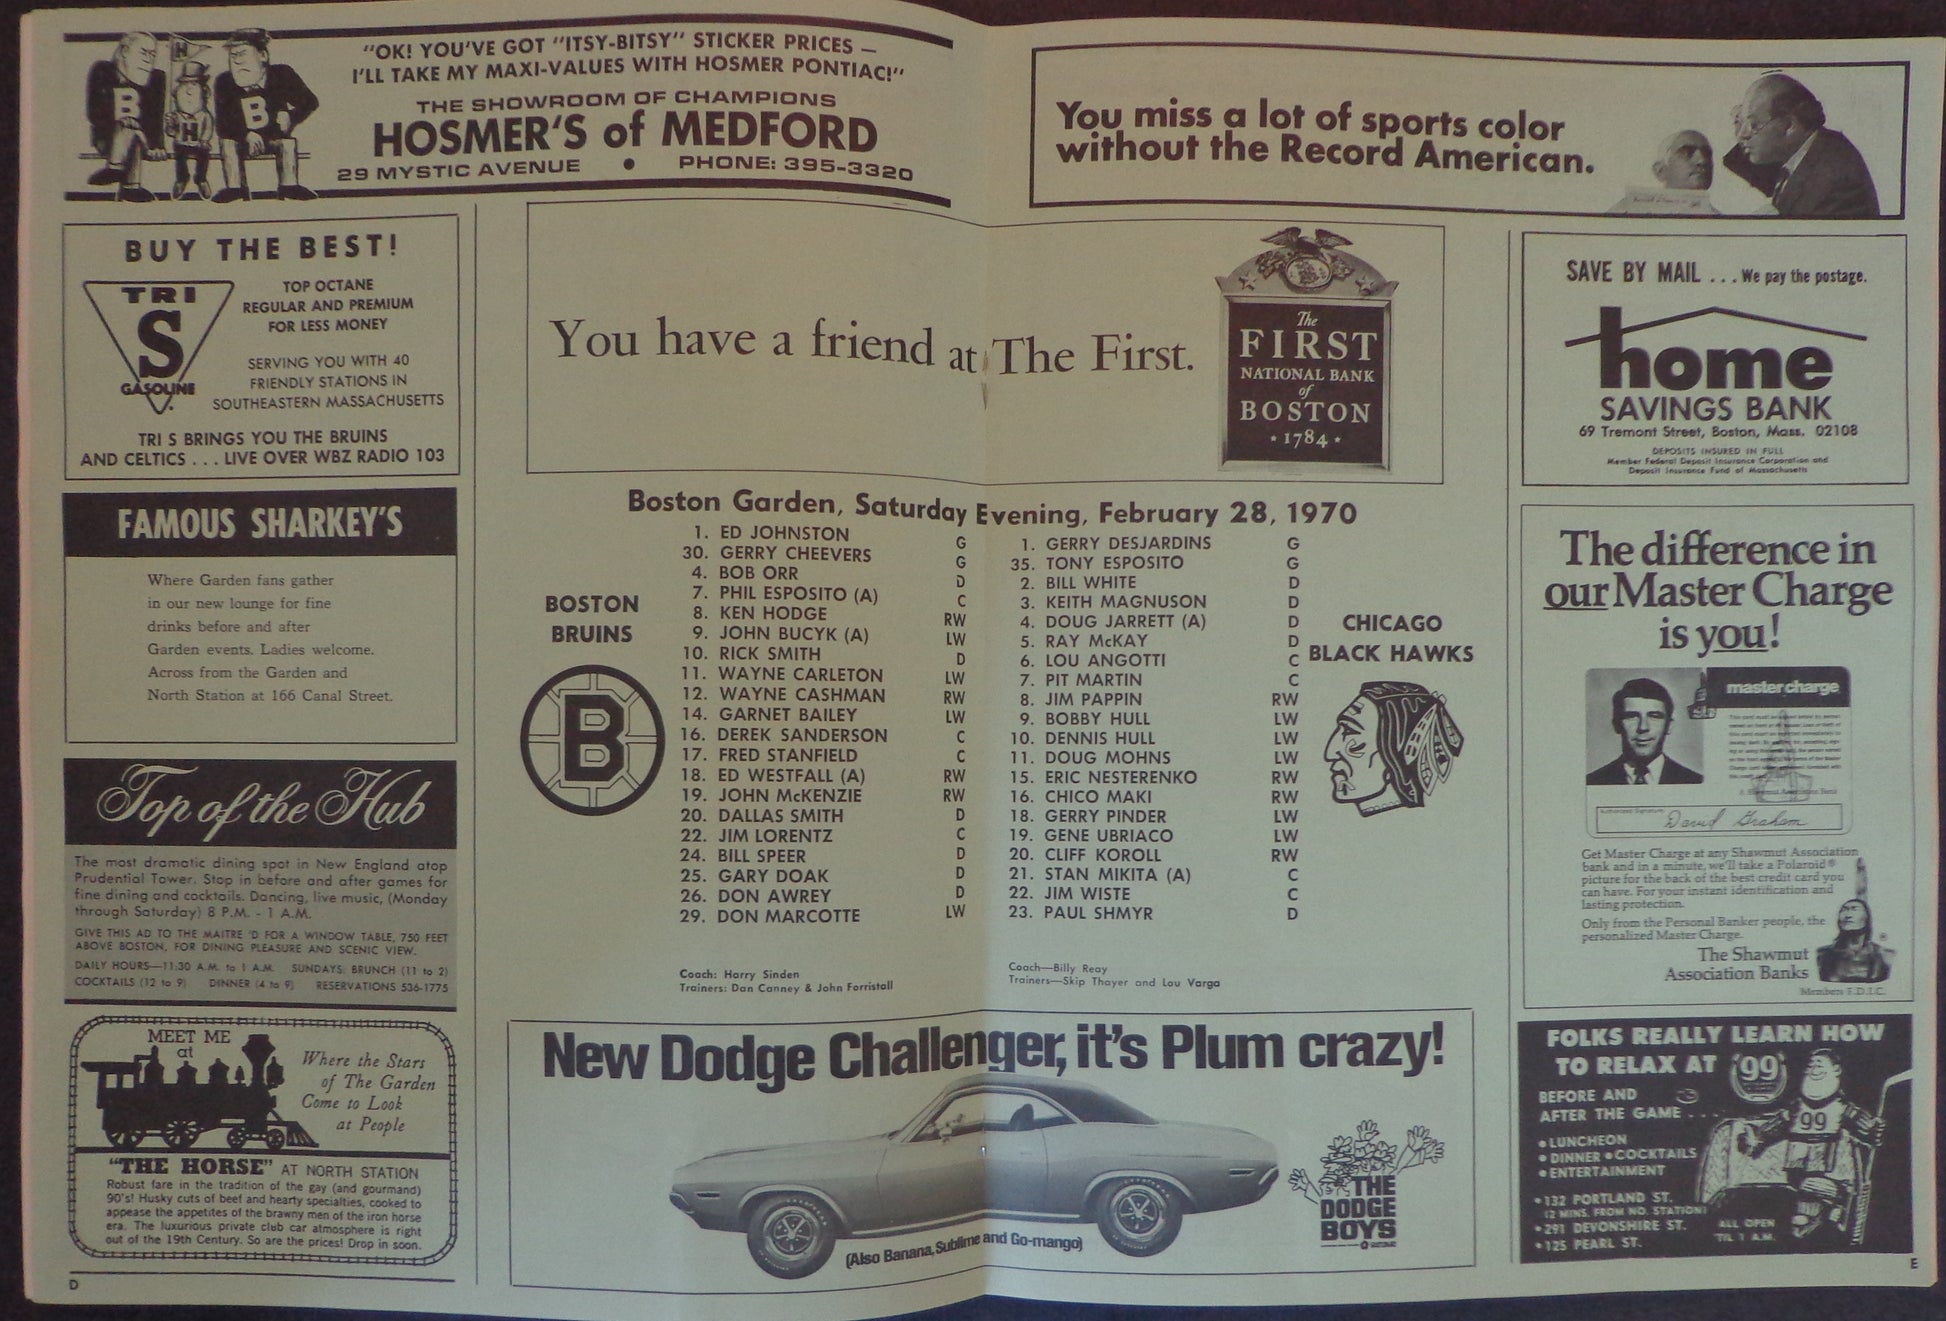 "OK! YOU'VE GOT "ITSY-BITSY" STICKER PRICES —
I'LL TAKE MY MAXI-VALUES WITH HOSMER PONTIAC!"
THE SHOWROOM OF CHAMPIONS
HOSMER'S of MEDFORD
29 MYSTIC AVENUE • PHONE: 395-3320
H
B
H
B
You miss a lot of sports color
without the Record American.
BUY THE BEST!
TRI
S
GASOLINE
TOP OCTANE
REGULAR AND PREMIUM
FOR LESS MONEY
SERVING YOU WITH 40
FRIENDLY STATIONS IN
SOUTHEASTERN MASSACHUSETTS
TRI S BRINGS YOU THE BRUINS
AND CELTICS . . . LIVE OVER WBZ RADIO 103
FAMOUS SHARKEY'S
Where Garden fans gather
in our new lounge for fine
drinks before and after
Garden events. Ladies welcome.
Across from the Garden and
North Station at 166 Canal Street.
Top of the Hub
The most dramatic dining spot in New England atop
Prudential Tower. Stop in before and after games for
fine dining and cocktails. Dancing, live music, (Monday
through Saturday) 8 P.M. - 1 A.M.
GIVE THIS AD TO THE MAITRE 'D FOR A WINDOW TABLE, 750 FEET
ABOVE BOSTON, FOR DINING PLEASURE AND SCENIC VIEW.
DAILY HOURS—11:30 A.M. to 1 A.M. SUNDAYS: BRUNCH (11 to 2)
COCKTAILS (12 to 9) DINNER (4 to 9) RESERVATIONS 536-1775
MEET ME
at
Where the Stars
of The Garden
Come to Look
at People
"THE HORSE" AT NORTH STATION
Robust fare in the tradition of the gay (and gourmand)
90's! Husky cuts of beef and hearty specialties, cooked to
appease the appetites of the brawny men of the iron horse
era. The luxurious private club car atmosphere is right
out of the 19th Century. So are the prices! Drop in soon.
D
You have a friend at The First.
The
FIRST
NATIONAL BANK
of
BOSTON
• 1784 •
Boston Garden, Saturday Evening, February 28, 1970
BOSTON
BRUINS
B
1. ED JOHNSTON G
30. GERRY CHEEVERS G
4. BOB ORR D
7. PHIL ESPOSITO (A) C
8. KEN HODGE RW
9. JOHN BUCYK (A) LW
10. RICK SMITH D
11. WAYNE CARLETON LW
12. WAYNE CASHMAN RW
14. GARNET BAILEY LW
16. DEREK SANDERSON C
17. FRED STANFIELD C
18. ED WESTFALL (A) RW
19. JOHN McKENZIE RW
20. DALLAS SMITH D
22. JIM LORENTZ C
24. BILL SPEER D
25. GARY DOAK D
26. DON AWREY D
29. DON MARCOTTE LW
Coach: Harry Sinden
Trainers: Dan Canney & John Forristall
1. GERRY DESJARDINS G
35. TONY ESPOSITO G
2. BILL WHITE D
3. KEITH MAGNUSON D
4. DOUG JARRETT (A) D
5. RAY McKAY D
6. LOU ANGOTTI C
7. PIT MARTIN C
8. JIM PAPPIN RW
9. BOBBY HULL LW
10. DENNIS HULL LW
11. DOUG MOHNS LW
15. ERIC NESTERENKO RW
16. CHICO MAKI RW
18. GERRY PINDER LW
19. GENE UBRIACO LW
20. CLIFF KOROLL RW
21. STAN MIKITA (A) C
22. JIM WISTE C
23. PAUL SHMYR D
Coach—Billy Reay
Trainers—Skip Thayer and Lou Varga
CHICAGO
BLACK HAWKS
New Dodge Challenger, it's Plum crazy!
(Also Banana, Sublime and Go-mango)
THE
DODGE
BOYS
SAVE BY MAIL . . . We pay the postage.
home
SAVINGS BANK
69 Tremont Street, Boston, Mass. 02108
DEPOSITS INSURED IN FULL
Member Federal Deposit Insurance Corporation and
Deposit Insurance Fund of Massachusetts
The difference in
our Master Charge
is you!
master charge
Authorized Signature
David Graham
Get Master Charge at any Shawmut Association
bank and in a minute, we'll take a Polaroid®
picture for the back of the best credit card you
can have. For your instant identification and
lasting protection.
Only from the Personal Banker people, the
personalized Master Charge.
The Shawmut
Association Banks
Members F.D.I.C.
FOLKS REALLY LEARN HOW
TO RELAX AT '99
BEFORE AND
AFTER THE GAME . . .
• LUNCHEON
• DINNER • COCKTAILS
• ENTERTAINMENT
• 132 PORTLAND ST.
(2 MINS. FROM NO. STATION)
• 291 DEVONSHIRE ST.
• 125 PEARL ST.
ALL OPEN
'TIL 1 A.M.
99
E